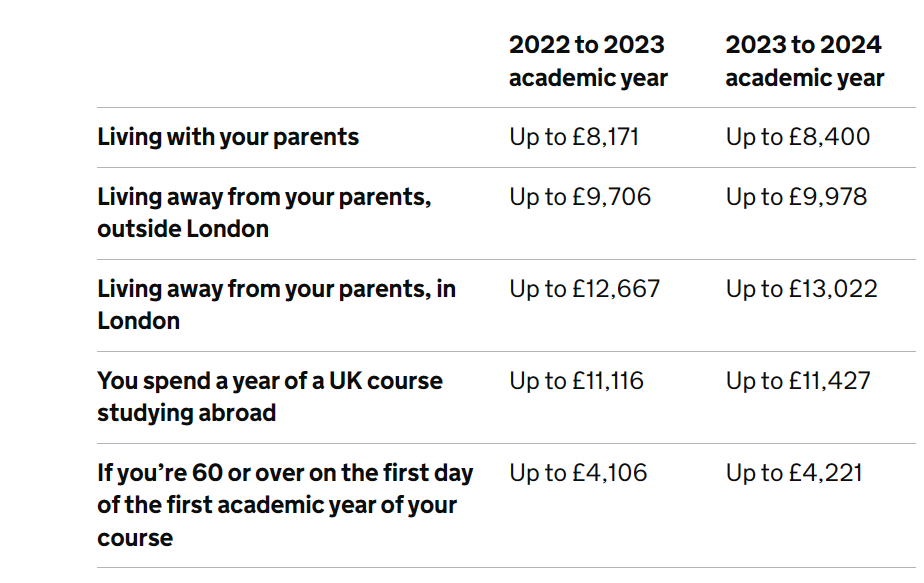 2022 to 2023 academic year
2023 to 2024 academic year
Living with your parents Up to £8,171 Up to £8,400
Living away from your parents, Up to £9,706 Up to £9,978
outside London
Living away from your parents, in Up to £12,667 Up to £13,022
London
You spend a year of a UK course Up to £11,116 Up to £11,427
studying abroad
If you’re 60 or over on the first day Up to £4,106 Up to £4,221
of the first academic year of your
course